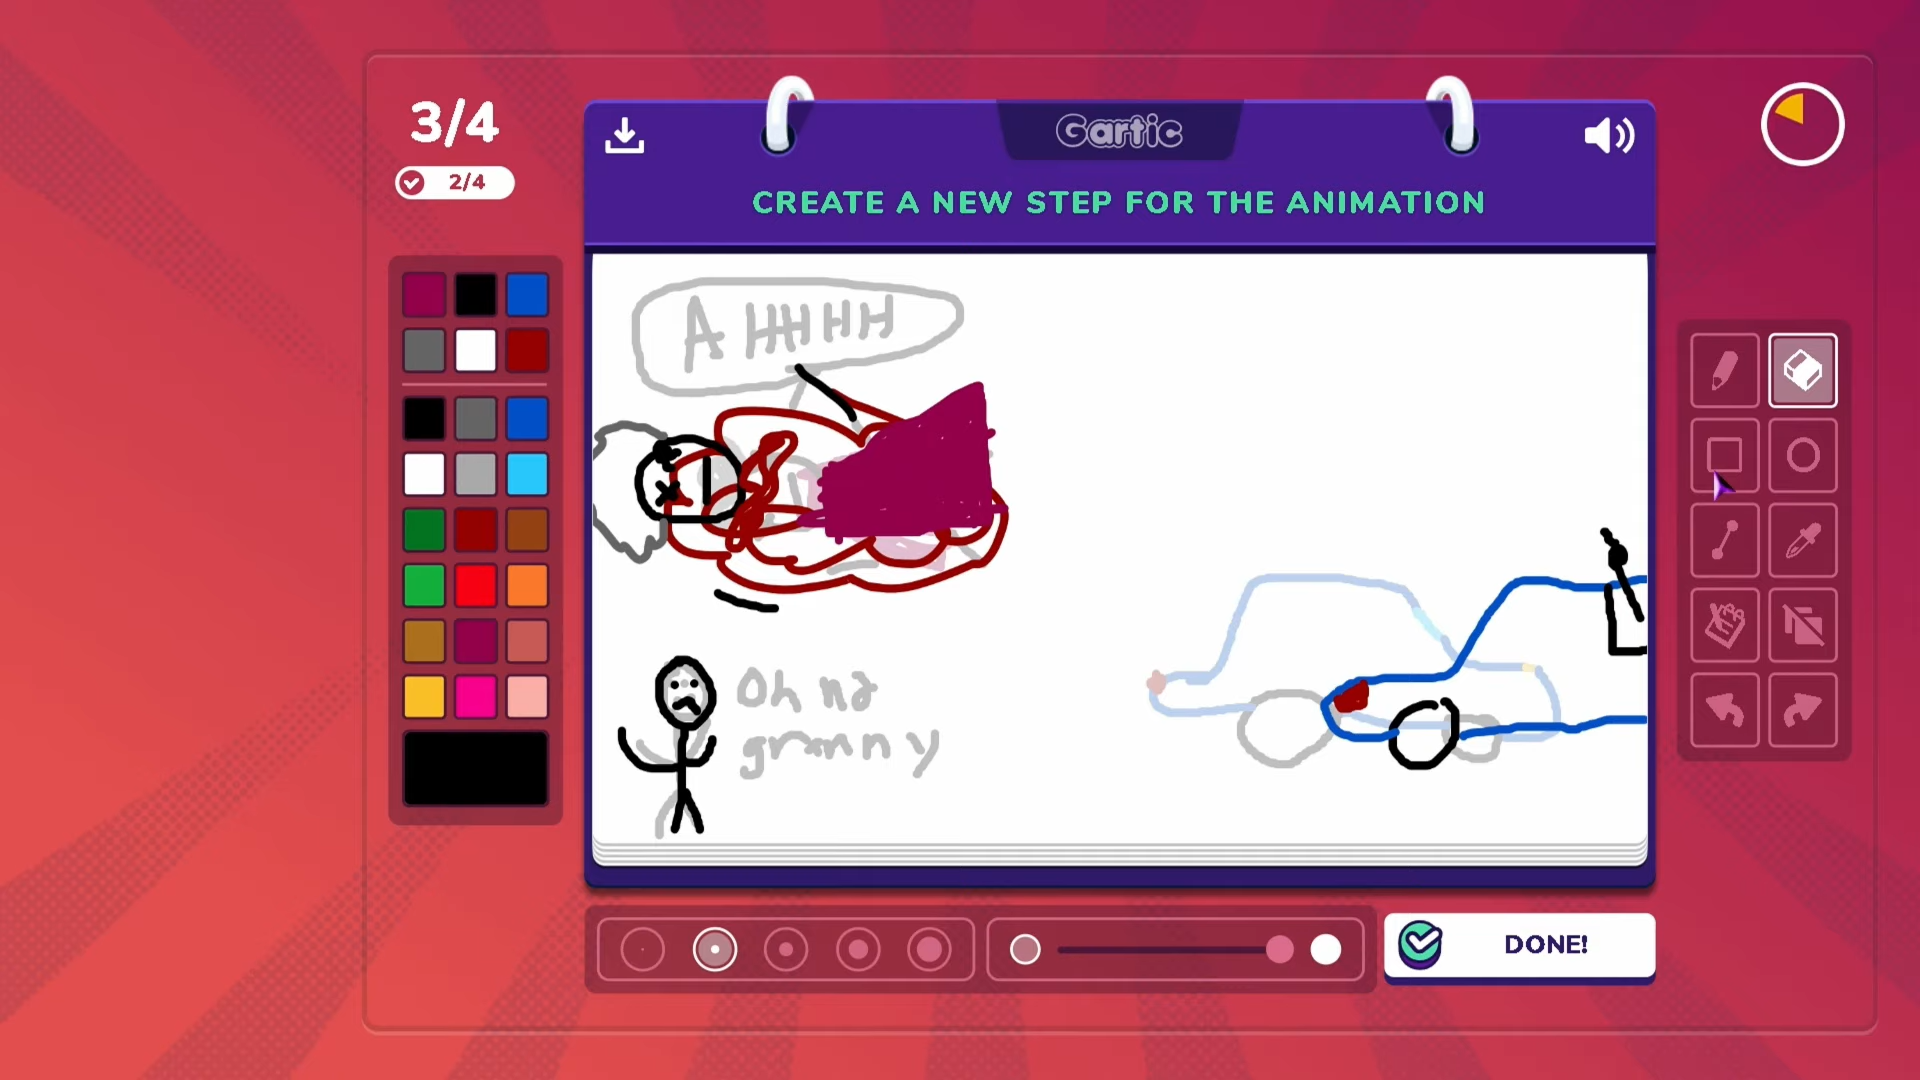 3/4
2/4
Gartic
CREATE A NEW STEP FOR THE ANIMATION
AHHHH
Oh no
granny
DONE!